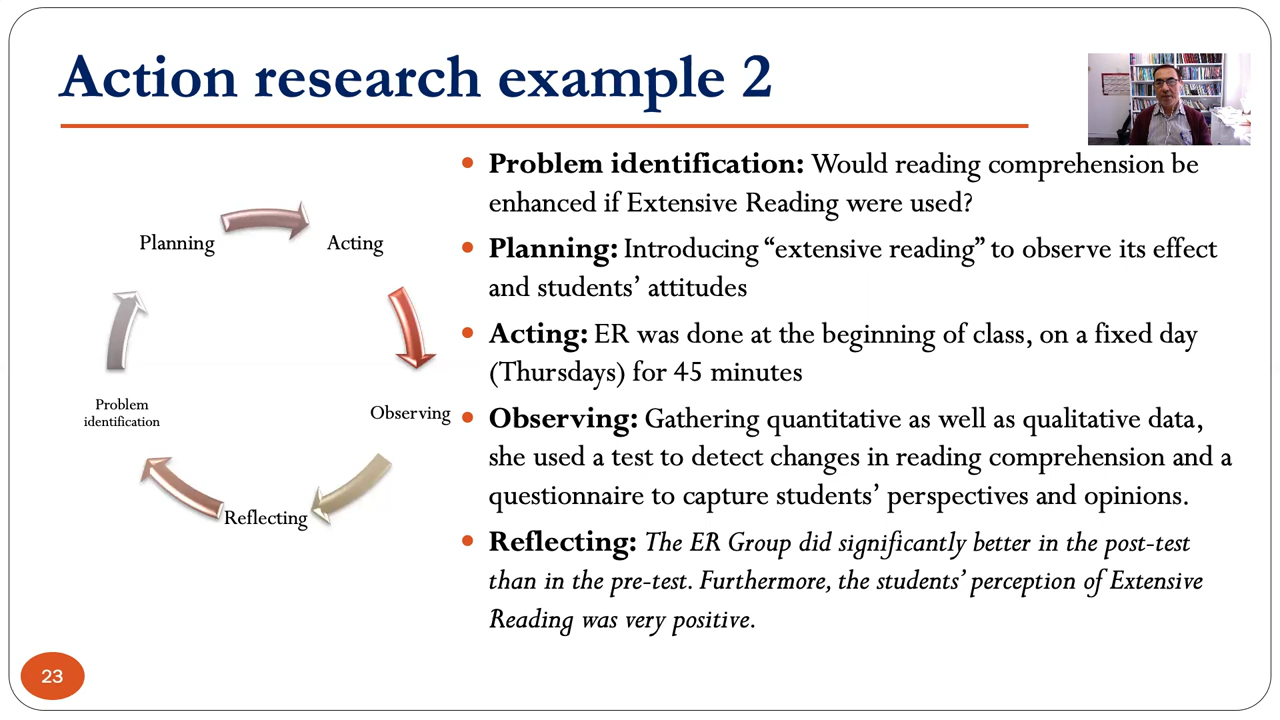 Action research example 2
Planning
Acting
Problem
identification
Observing
Reflecting
• Problem identification: Would reading comprehension be
enhanced if Extensive Reading were used?
• Planning: Introducing “extensive reading” to observe its effect
and students’ attitudes
• Acting: ER was done at the beginning of class, on a fixed day
(Thursdays) for 45 minutes
• Observing: Gathering quantitative as well as qualitative data,
she used a test to detect changes in reading comprehension and a
questionnaire to capture students’ perspectives and opinions.
• Reflecting: The ER Group did significantly better in the post-test
than in the pre-test. Furthermore, the students’ perception of Extensive
Reading was very positive.
23